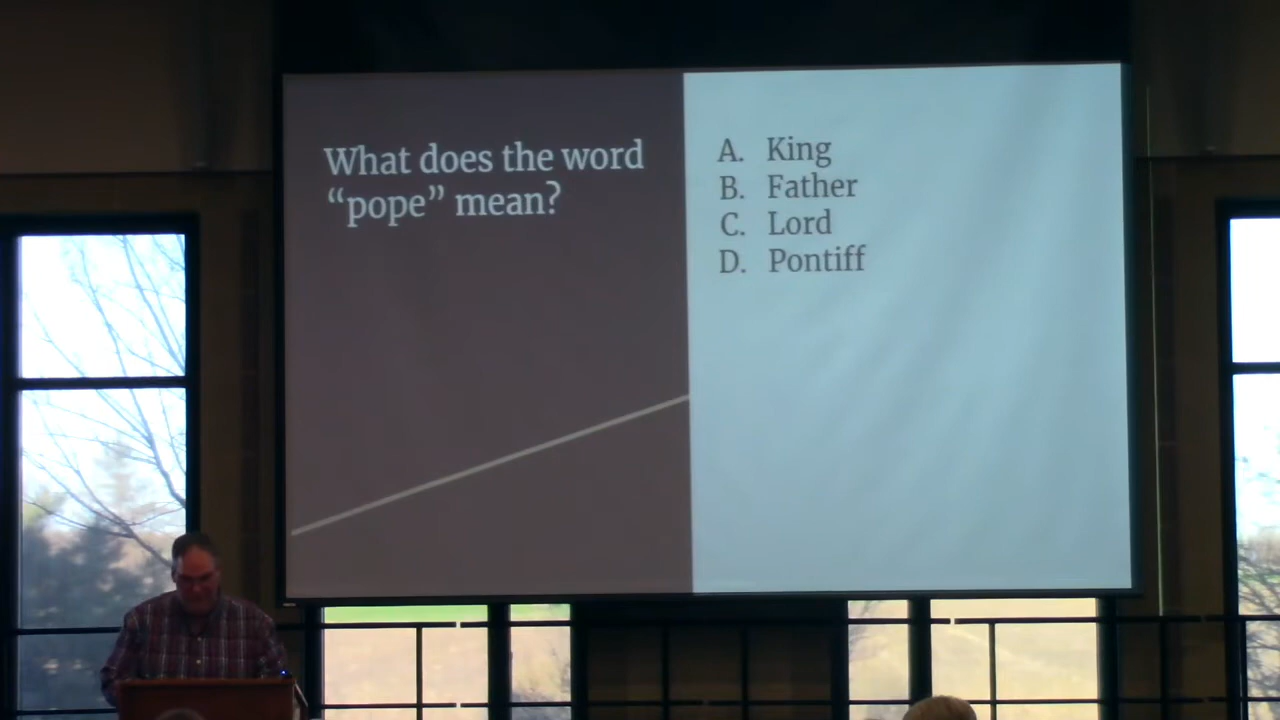 What does the word
“pope” mean?
A. King
B. Father
C. Lord
D. Pontiff